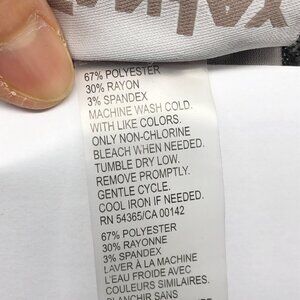 67% POLYESTER
30% RAYON
3% SPANDEX
MACHINE WASH COLD.
WITH LIKE COLORS.
ONLY NON-CHLORINE
BLEACH WHEN NEEDED.
TUMBLE DRY LOW.
REMOVE PROMPTLY.
GENTLE CYCLE.
COOL IRON IF NEEDED.
RN 54365/CA 00142
67% POLYESTER
30% RAYONNE
3% SPANDEX
LAVER À LA MACHINE
L'EAU FROIDE AVEC
COULEURS SIMILAIRES.
BLANCHIR SANS